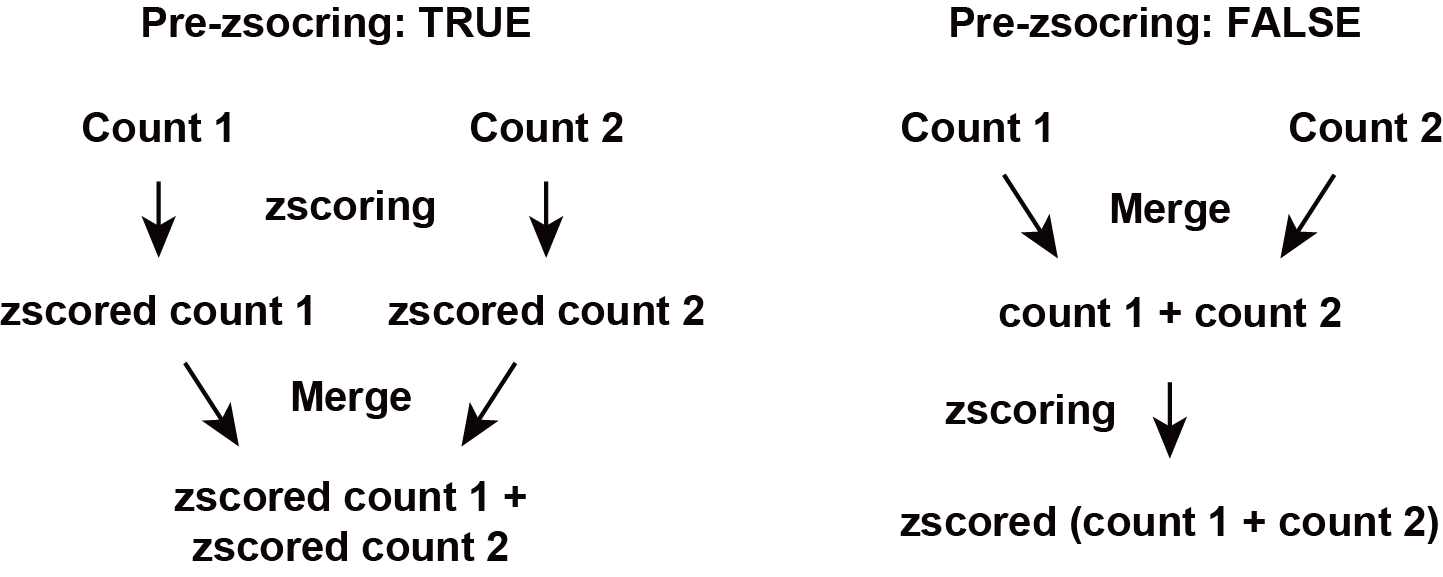 Pre-zsocring: TRUE
Count 1
Count 2
zscoring
zscored count 1
zscored count 2
Merge
zscored count 1 +
zscored count 2
Pre-zsocring: FALSE
Count 1
Count 2
Merge
count 1 + count 2
zscoring
zscored (count 1 + count 2)